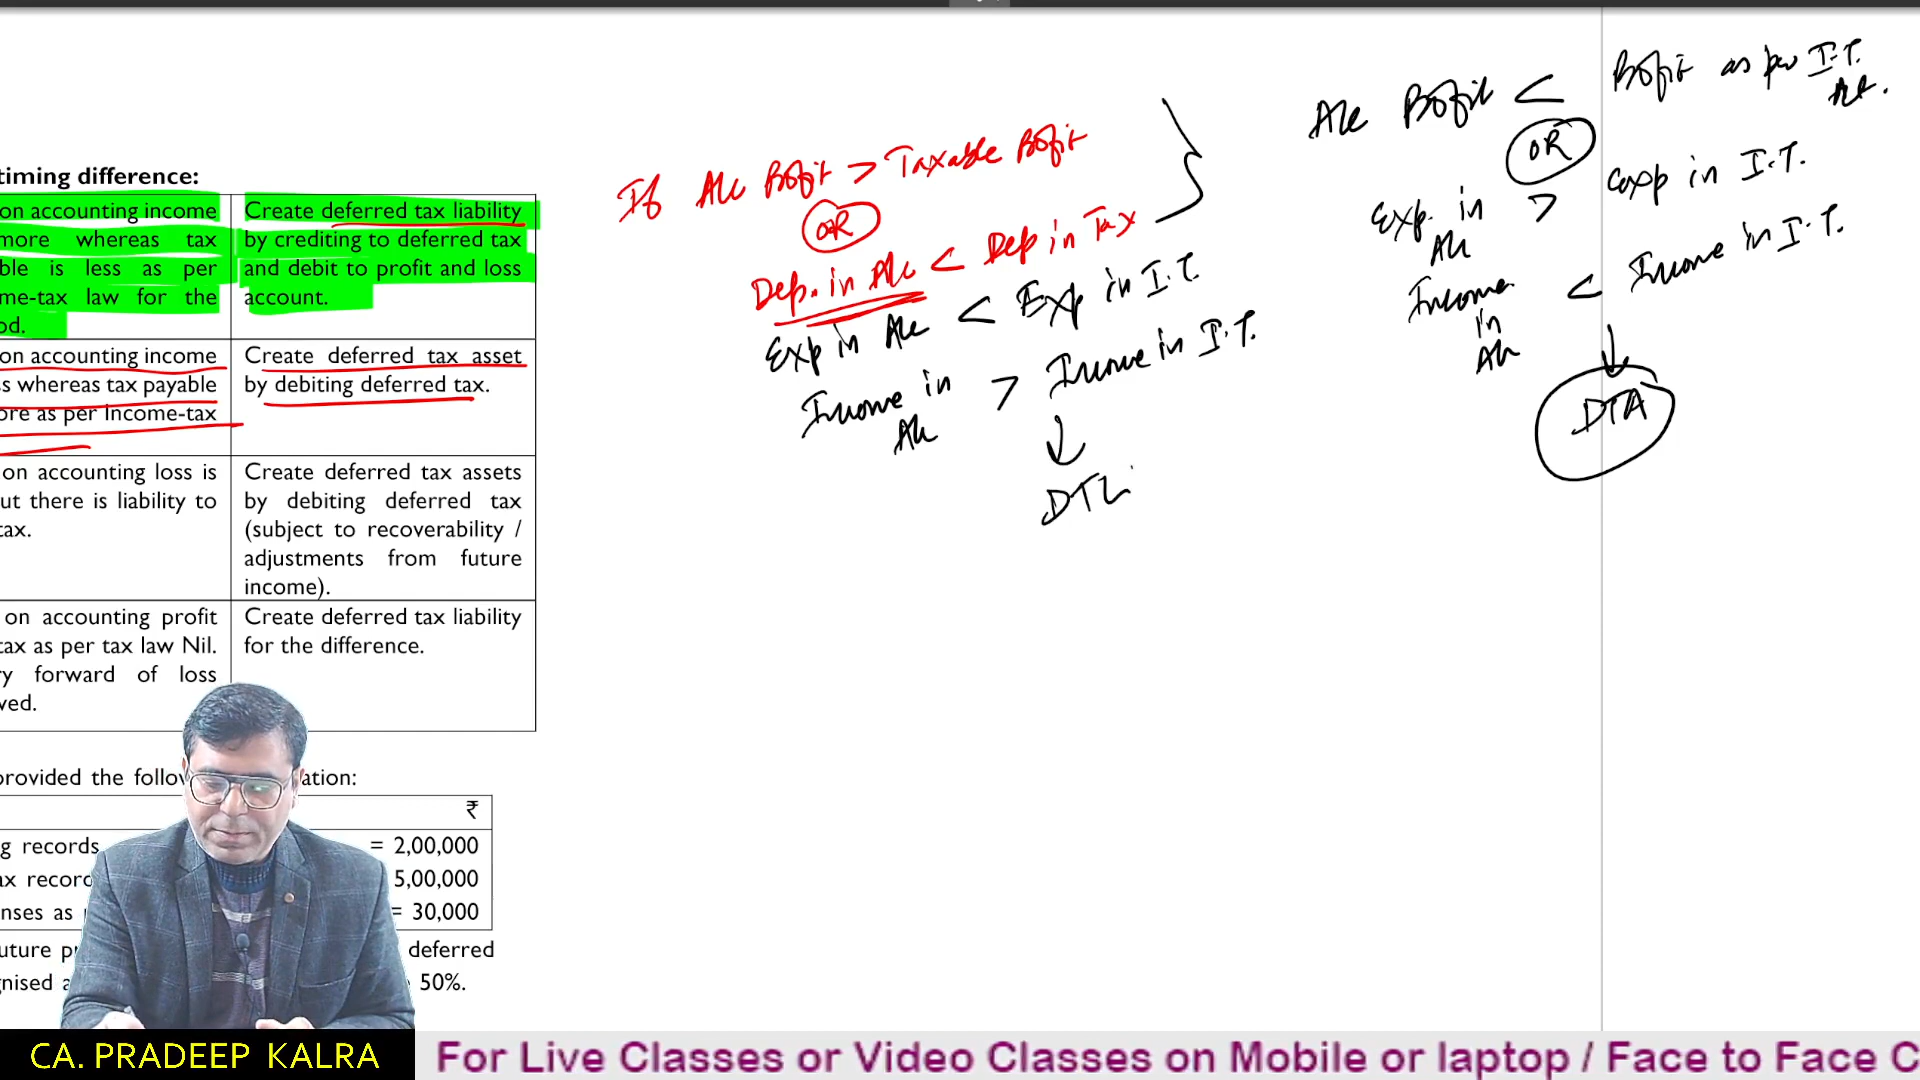 timing difference:
on accounting income
more whereas tax
ble is less as per
me-tax law for the
od.
Create deferred tax liability
by crediting to deferred tax
and debit to profit and loss
account.
on accounting income
s whereas tax payable
ore as per Income-tax
Create deferred tax asset
by debiting deferred tax.
on accounting loss is
ut there is liability to
tax.
Create deferred tax assets
by debiting deferred tax
(subject to recoverability /
adjustments from future
income).
on accounting profit
tax as per tax law Nil.
ry forward of loss
ved.
Create deferred tax liability
for the difference.
provided the follo ation:
₹
g records = 2,00,000
ax record 5,00,000
nses as = 30,000
uture p deferred
gnised a 50%.
If A/c Profit > Taxable Profit
OR
Dep. in A/c < Dep in Tax
Exp in A/c < Exp in I.T.
Income in A/c > Income in I.T.
↓
DTL
A/c Profit < Profit as per I.T. Act.
OR
Exp. in A/c > exp in I.T.
Income in A/c < Income in I.T.
↓
DTA
CA. PRADEEP KALRA
For Live Classes or Video Classes on Mobile or laptop / Face to Face C